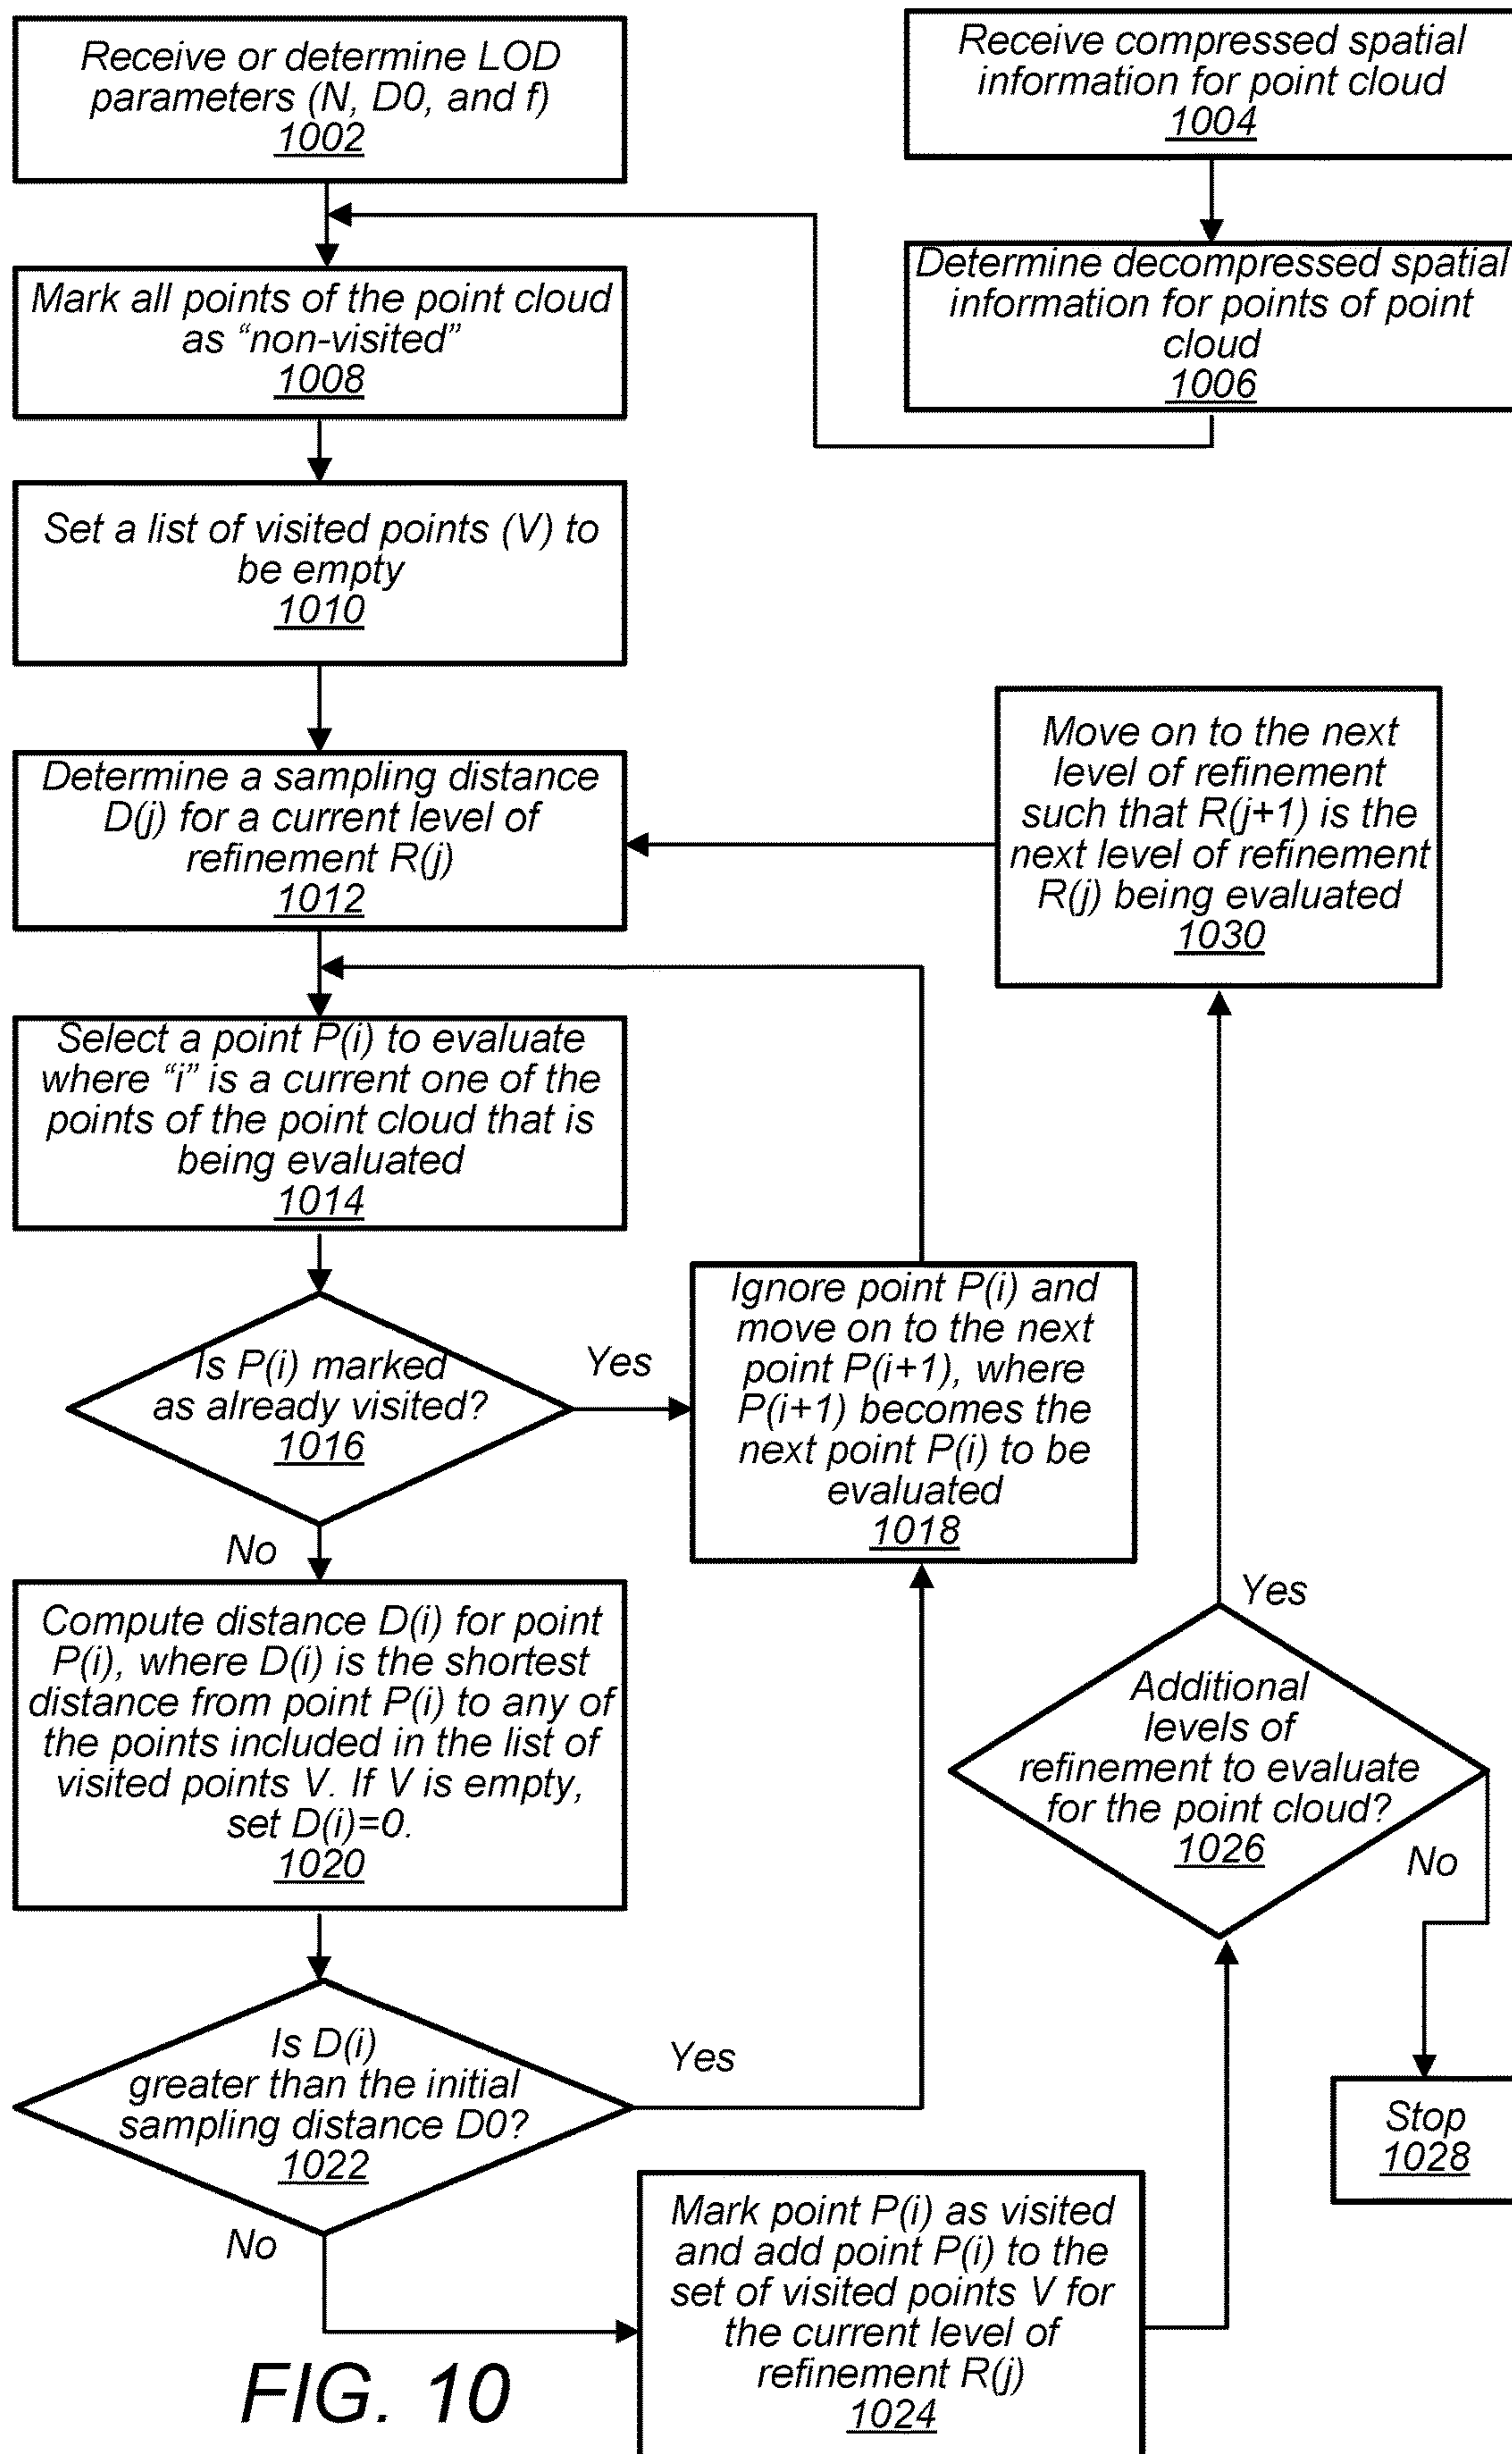 Receive or determine LOD
parameters (N, D0, and f)
1002
Receive compressed spatial
information for point cloud
1004
Determine decompressed spatial
information for points of point
cloud
1006
Mark all points of the point cloud
as “non-visited”
1008
Set a list of visited points (V) to
be empty
1010
Determine a sampling distance
D(j) for a current level of
refinement R(j)
1012
Move on to the next
level of refinement
such that R(j+1) is the
next level of refinement
R(j) being evaluated
1030
Select a point P(i) to evaluate
where “i” is a current one of the
points of the point cloud that is
being evaluated
1014
Is P(i) marked
as already visited?
1016
Yes
Ignore point P(i) and
move on to the next
point P(i+1), where
P(i+1) becomes the
next point P(i) to be
evaluated
1018
No
Compute distance D(i) for point
P(i), where D(i) is the shortest
distance from point P(i) to any of
the points included in the list of
visited points V. If V is empty,
set D(i)=0.
1020
Yes
Additional
levels of
refinement to evaluate
for the point cloud?
1026
No
Is D(i)
greater than the initial
sampling distance D0?
1022
Yes
Stop
1028
No
Mark point P(i) as visited
and add point P(i) to the
set of visited points V for
the current level of
refinement R(j)
1024
FIG. 10